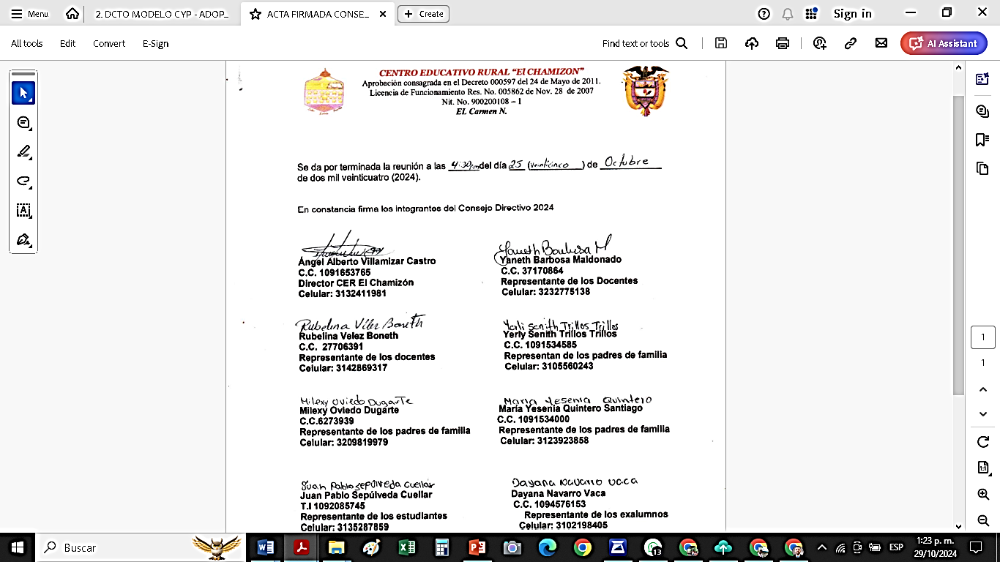 Menu
2. DCTO MODELO CYP - ADOP...
ACTA FIRMADA CONSE...
Create
Sign in
All tools Edit Convert E-Sign
Find text or tools
AI Assistant
CENTRO EDUCATIVO RURAL "El CHAMIZON"
Aprobación consagrada en el Decreto 000597 del 24 de Mayo de 2011.
Licencia de Funcionamiento Res. No. 005862 de Nov. 28 de 2007
Nit. No. 900200108 – 1
EL Carmen N.
Se da por terminada la reunión a las 4:30pm del día 25 (veinticinco) de Octubre
de dos mil veinticuatro (2024).
En constancia firma los integrantes del Consejo Directivo 2024
Ángel Alberto Villamizar Castro
C.C. 1091653765
Director CER El Chamizón
Celular: 3132411981
Yaneth Barbosa M
Yaneth Barbosa Maldonado
C.C. 37170864
Representante de los Docentes
Celular: 3232775138
Rubelina Vélez Boneth
Rubelina Velez Boneth
C.C. 27706391
Representante de los docentes
Celular: 3142869317
Yerli Senith Trillos Trillos
Yerly Senith Trillos Trillos
C.C. 1091534585
Representan de los padres de familia
Celular: 3105560243
Milexy Oviedo Dugarte
Milexy Oviedo Dugarte
C.C.6273939
Representante de los padres de familia
Celular: 3209819979
Maria Yesenia Quintero
María Yesenia Quintero Santiago
C.C. 1091534000
Representante de los padres de familia
Celular: 3123923858
Juan Pablo sepulveda cuellar
Juan Pablo Sepúlveda Cuellar
T.I 1092085745
Representante de los estudiantes
Celular: 3135287859
Dayana Navarro vaca
Dayana Navarro Vaca
C.C. 1094576153
Representante de los exalumnos
Celular: 3102198405
1
1
Buscar
13
ESP
1:23 p. m.
29/10/2024